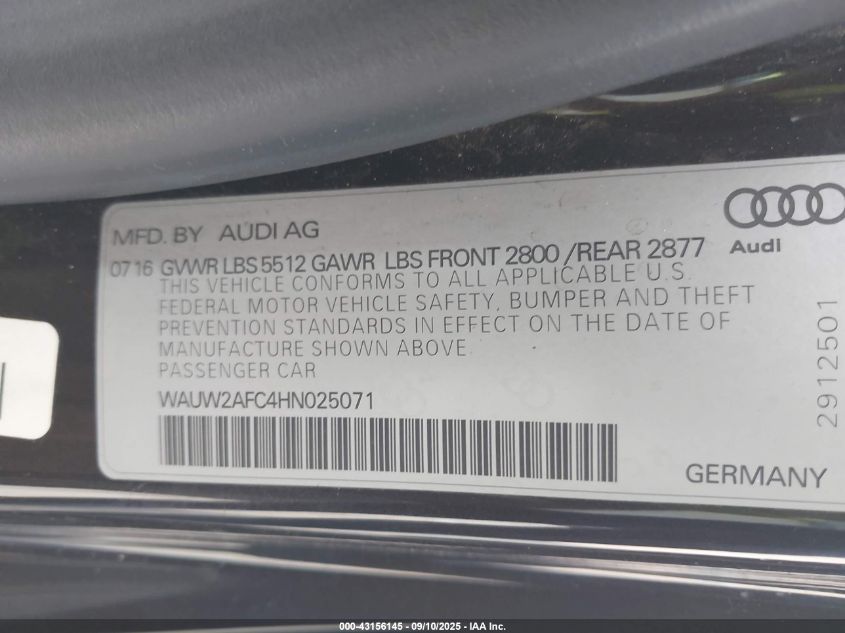 MFD. BY AUDI AG
Audi
07 16 GVWR LBS 5512 GAWR LBS FRONT 2800 / REAR 2877
THIS VEHICLE CONFORMS TO ALL APPLICABLE U.S.
FEDERAL MOTOR VEHICLE SAFETY, BUMPER AND THEFT
PREVENTION STANDARDS IN EFFECT ON THE DATE OF
MANUFACTURE SHOWN ABOVE.
PASSENGER CAR
WAUW2AFC4HN025071
GERMANY
2912501
000-43156145 - 09/10/2025 - IAA Inc.